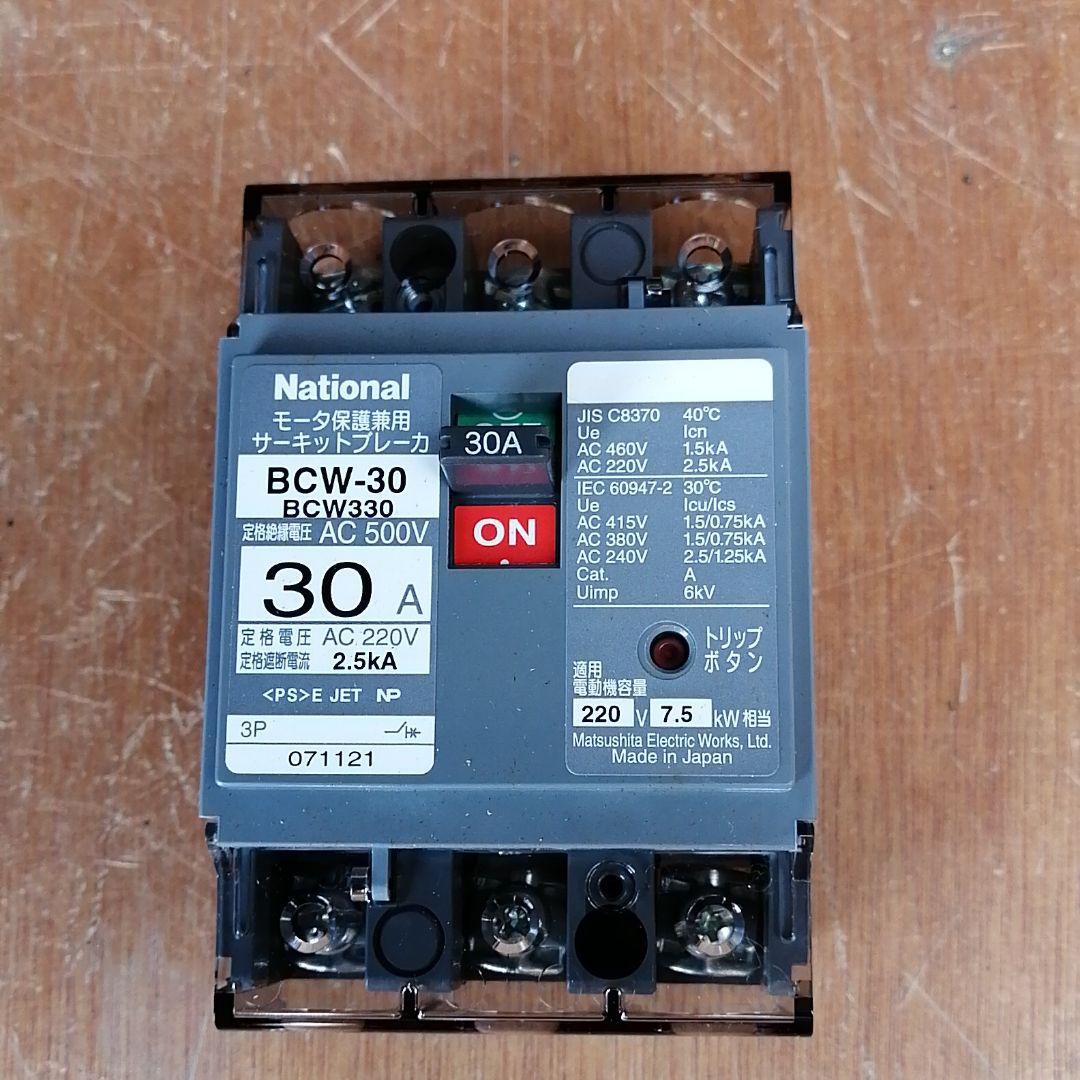 National
モータ保護兼用
サーキットブレーカ
BCW-30
BCW330
定格絶縁電圧 AC 500V
30 A
定格電圧 AC 220V
定格遮断電流 2.5kA
<PS>E JET NP
3P
071121
30A
ON
JIS C8370 40℃
Ue Icn
AC 460V 1.5kA
AC 220V 2.5kA
IEC 60947-2 30℃
Ue Icu/Ics
AC 415V 1.5/0.75kA
AC 380V 1.5/0.75kA
AC 240V 2.5/1.25kA
Cat. A
Uimp 6kV
トリップ
ボタン
適用
電動機容量
220 V 7.5 kW相当
Matsushita Electric Works, Ltd.
Made in Japan